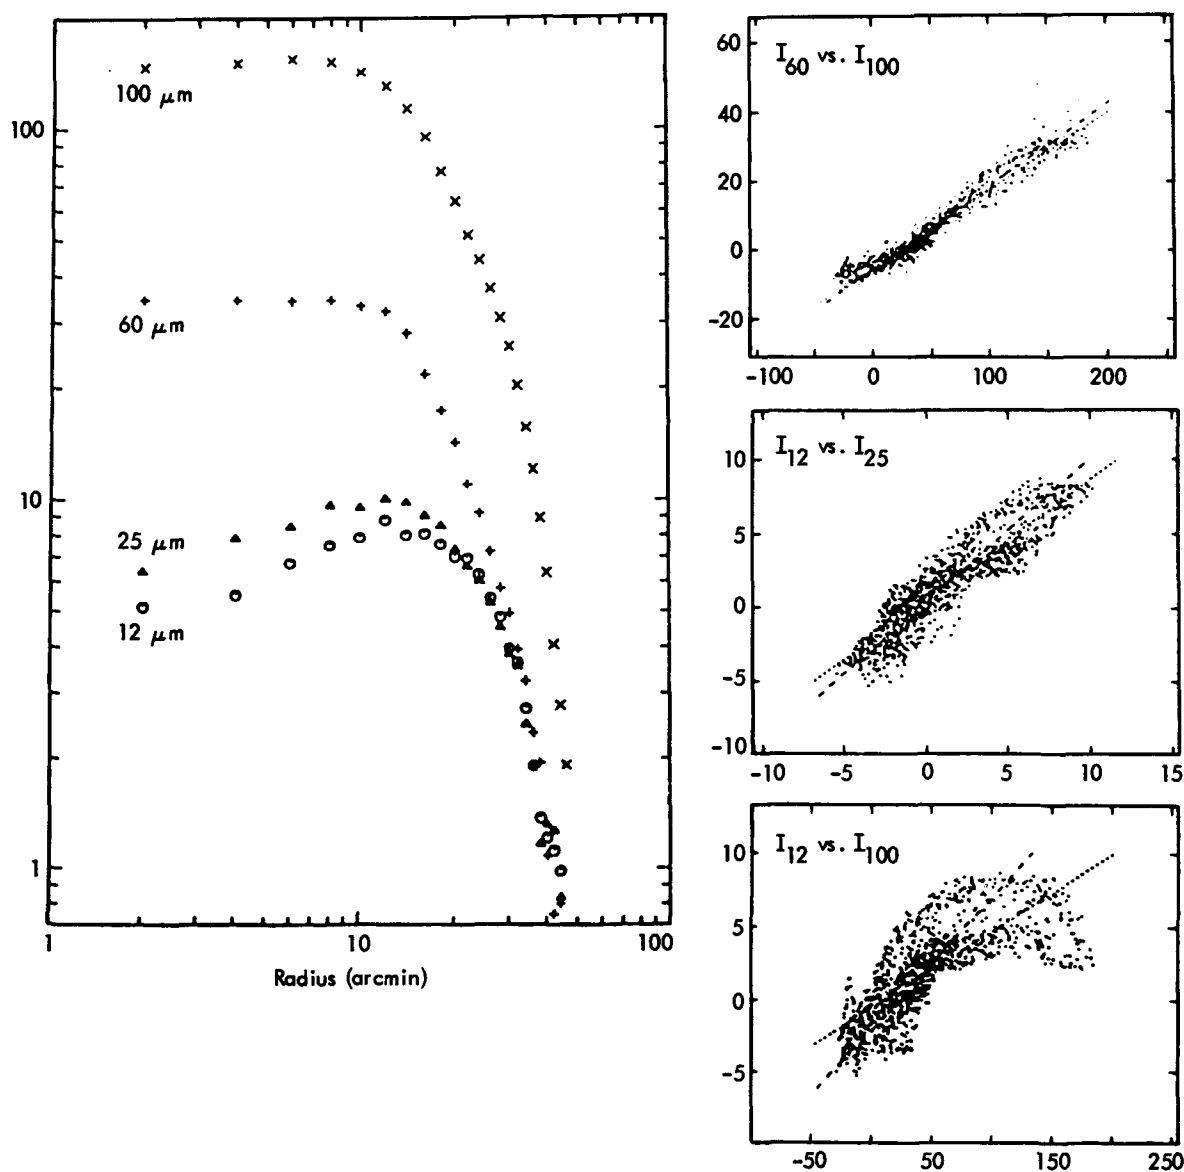 100
10
1
100 μm
60 μm
25 μm
12 μm
1 10 100
Radius (arcmin)
I60 vs. I100
60
40
20
0
−20
−100 0 100 200
I12 vs. I25
10
5
0
−5
−10
−10 −5 0 5 10 15
I12 vs. I100
10
5
0
−5
−50 50 150 250